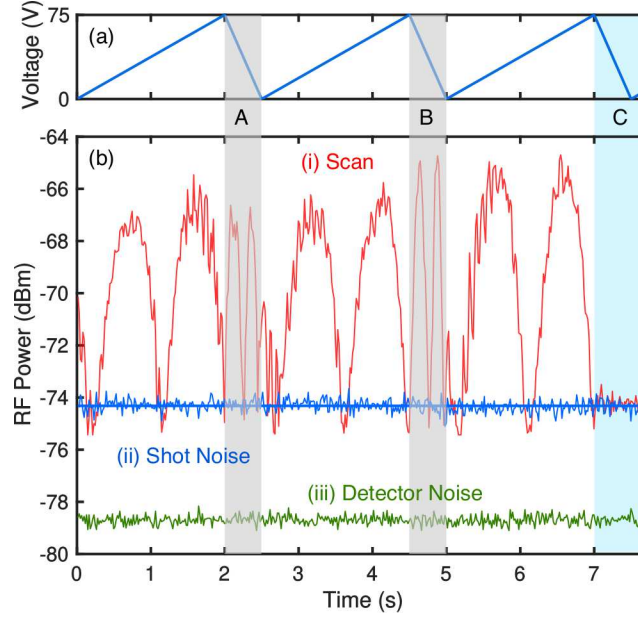 75
(a)
Voltage (V)
0
A
B
C
-64
(b)
(i) Scan
-66
-68
-70
RF Power (dBm)
-72
-74
-76
(ii) Shot Noise
(iii) Detector Noise
-78
-80
0 1 2 3 4 5 6 7
Time (s)